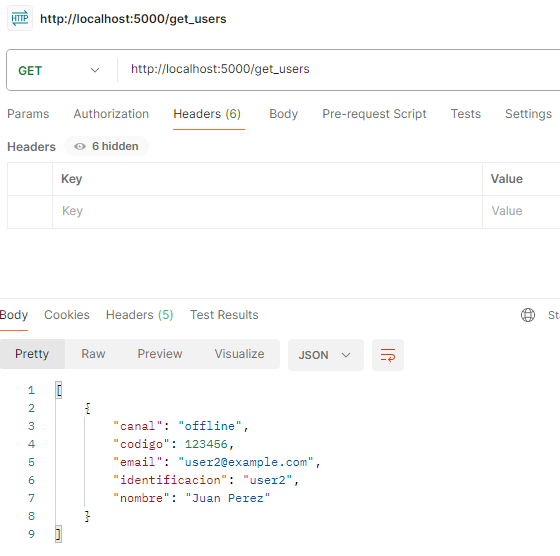 HTTP http://localhost:5000/get_users
GET http://localhost:5000/get_users
Params Authorization Headers (6) Body Pre-request Script Tests Settings
Headers 6 hidden
Key Value
Key Value
Body Cookies Headers (5) Test Results St
Pretty Raw Preview Visualize JSON
1 [
2 {
3 "canal": "offline",
4 "codigo": 123456,
5 "email": "user2@example.com",
6 "identificacion": "user2",
7 "nombre": "Juan Perez"
8 }
9 ]